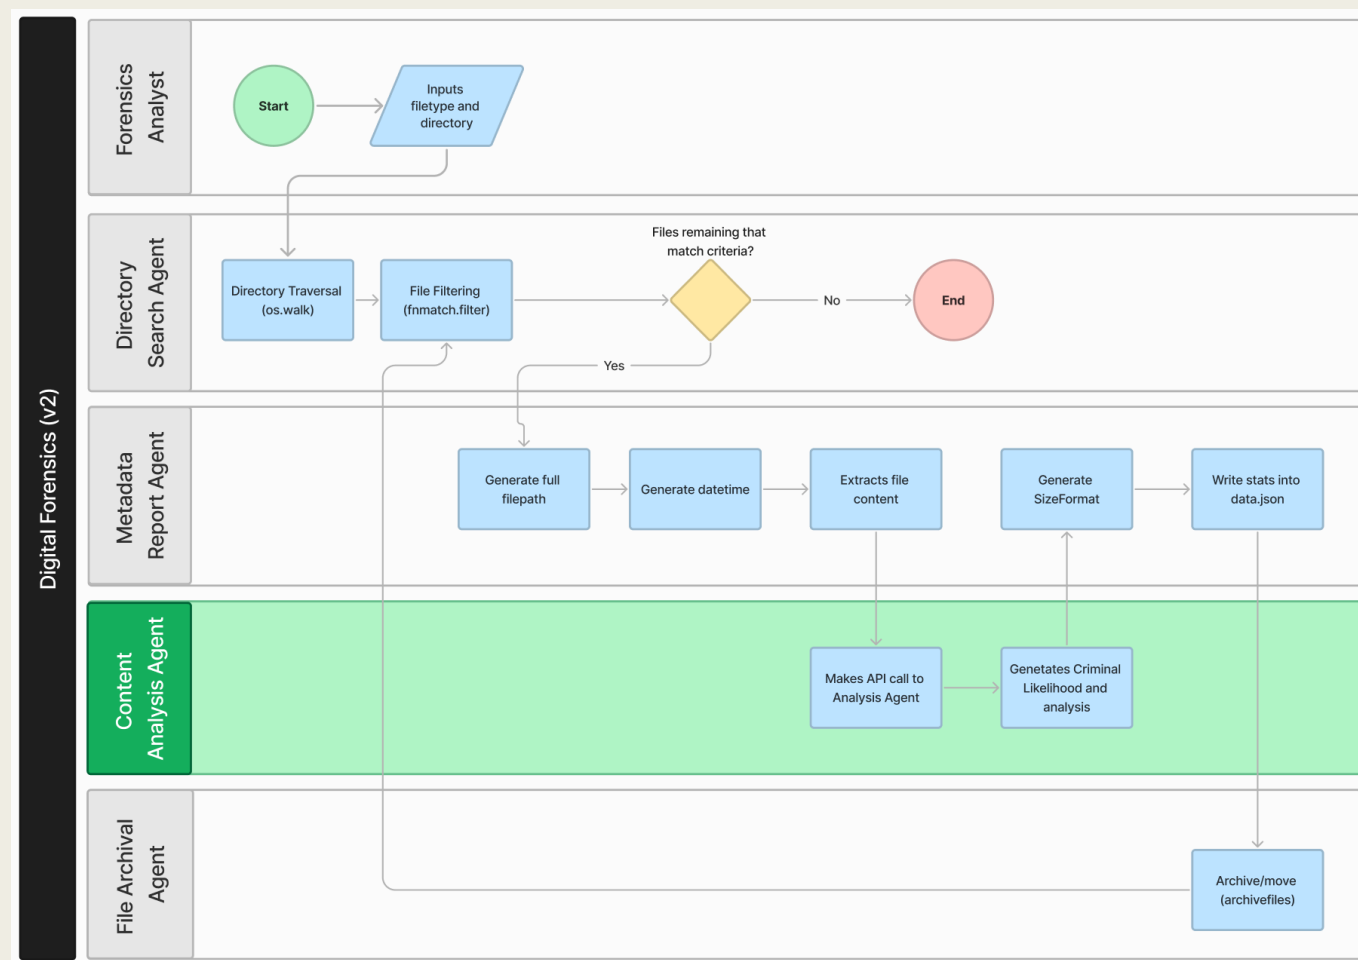 Digital Forensics (v2)
Forensics
Analyst
Start
Inputs
filetype and
directory
Directory
Search Agent
Directory Traversal
(os.walk)
File Filtering
(fnmatch.filter)
Files remaining that
match criteria?
No
End
Yes
Metadata
Report Agent
Generate full
filepath
Generate datetime
Extracts file
content
Generate
SizeFormat
Write stats into
data.json
Content
Analysis Agent
Makes API call to
Analysis Agent
Genetates Criminal
Likelihood and
analysis
File Archival
Agent
Archive/move
(archivefiles)